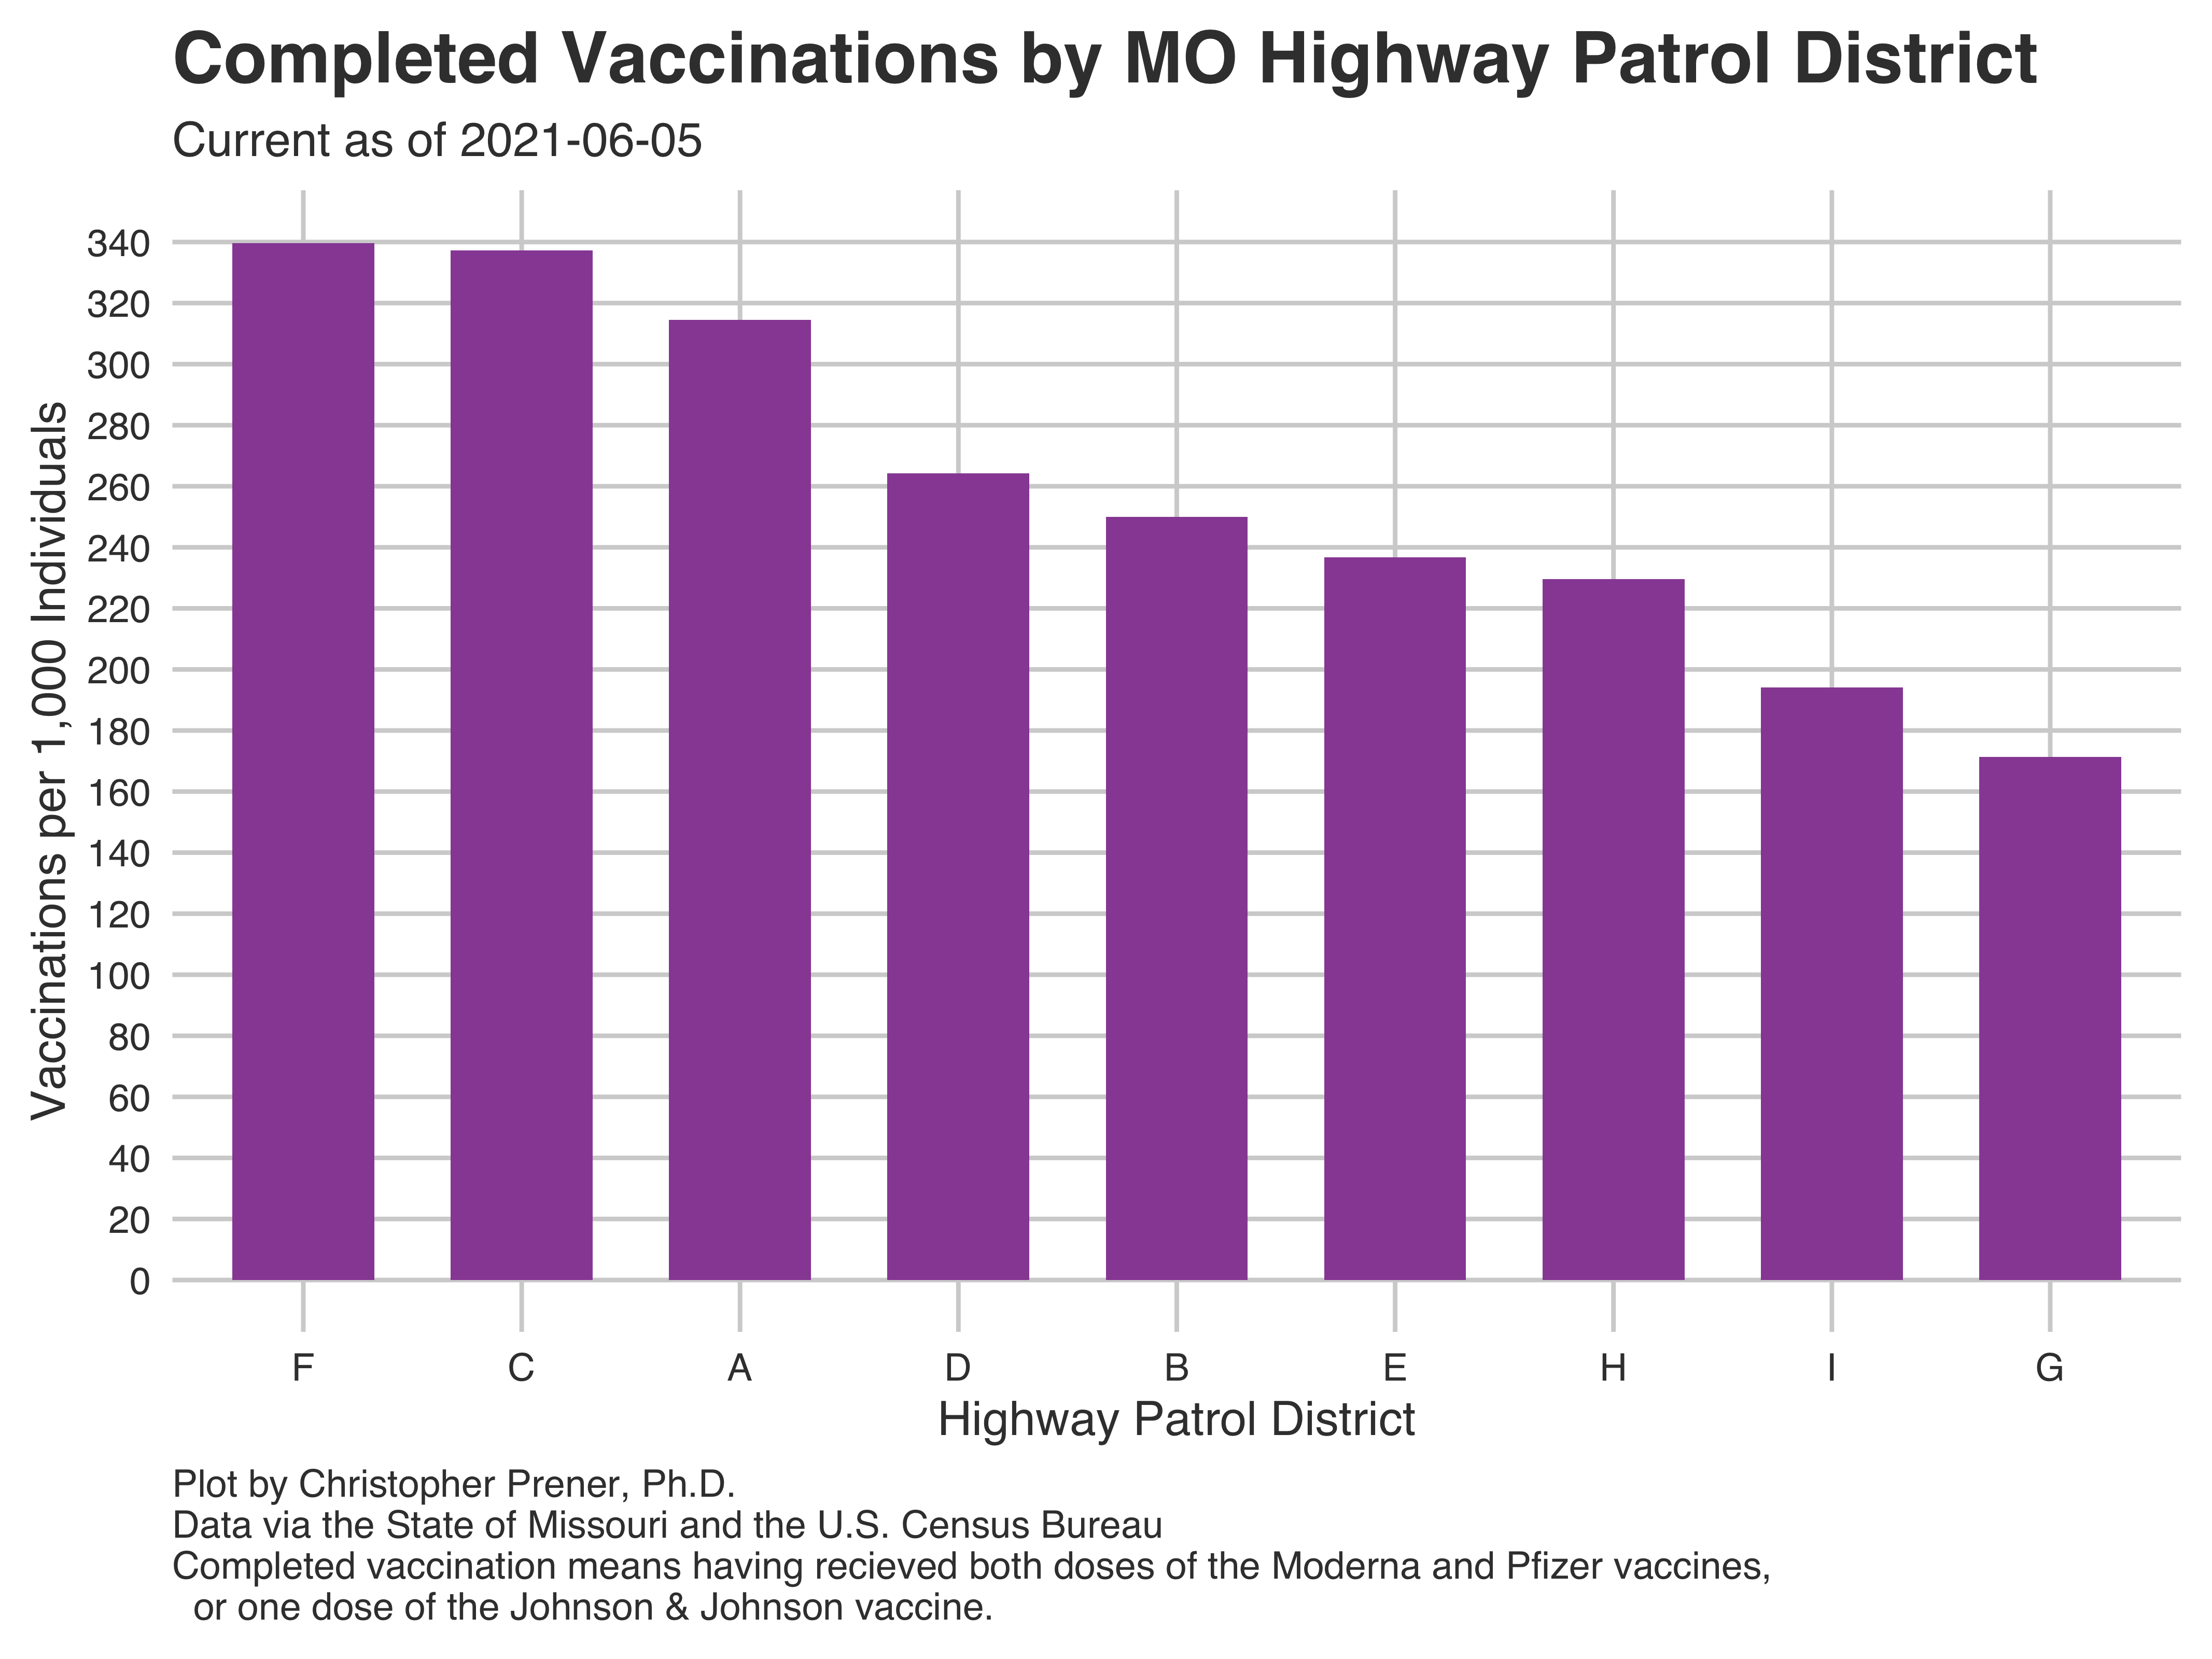 Completed Vaccinations by MO Highway Patrol District
Current as of 2021-06-05
Vaccinations per 1,000 Individuals
340
320
300
280
260
240
220
200
180
160
140
120
100
80
60
40
20
0
F C A D B E H I G
Highway Patrol District
Plot by Christopher Prener, Ph.D.
Data via the State of Missouri and the U.S. Census Bureau
Completed vaccination means having recieved both doses of the Moderna and Pfizer vaccines,
or one dose of the Johnson & Johnson vaccine.